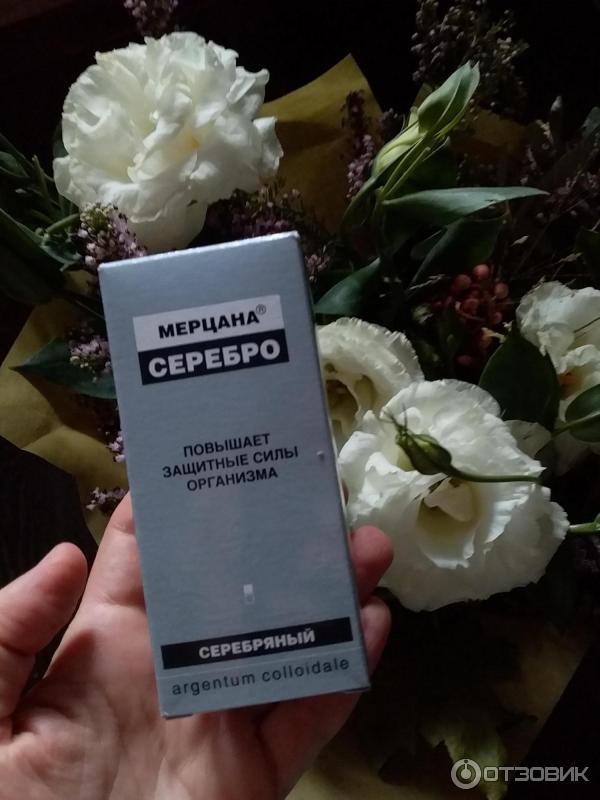 МЕРЦАНА®
СЕРЕБРО
ПОВЫШАЕТ
ЗАЩИТНЫЕ СИЛЫ
ОРГАНИЗМА
СЕРЕБРЯНЫЙ
argentum colloidale
ОТЗОВИК